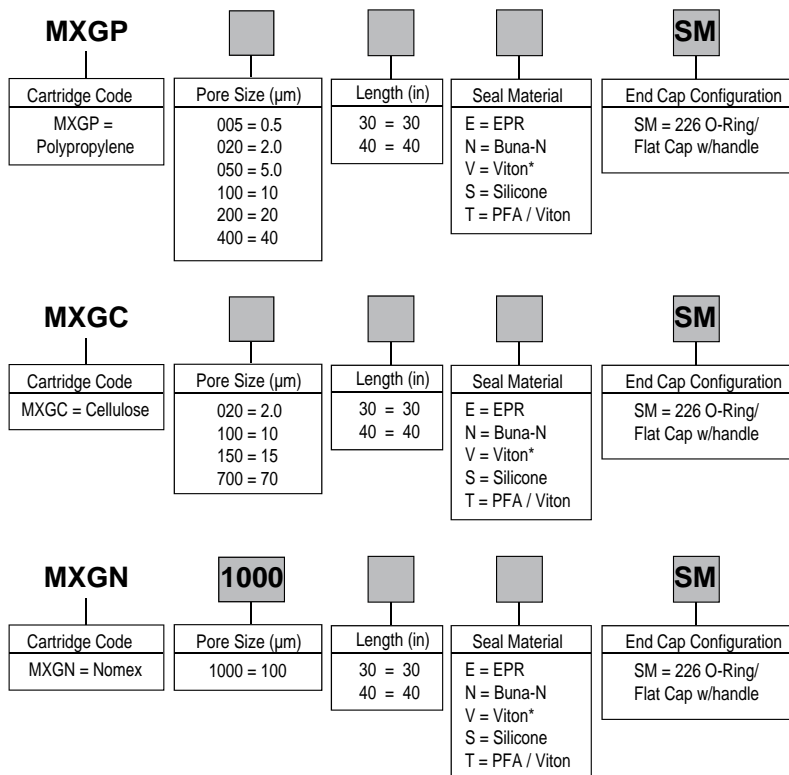 MXGP SM
Cartridge Code
MXGP =
Polypropylene
Pore Size (µm)
005 = 0.5
020 = 2.0
050 = 5.0
100 = 10
200 = 20
400 = 40
Length (in)
30 = 30
40 = 40
Seal Material
E = EPR
N = Buna-N
V = Viton*
S = Silicone
T = PFA / Viton
End Cap Configuration
SM = 226 O-Ring/
Flat Cap w/handle
MXGC SM
Cartridge Code
MXGC = Cellulose
Pore Size (µm)
020 = 2.0
100 = 10
150 = 15
700 = 70
Length (in)
30 = 30
40 = 40
Seal Material
E = EPR
N = Buna-N
V = Viton*
S = Silicone
T = PFA / Viton
End Cap Configuration
SM = 226 O-Ring/
Flat Cap w/handle
MXGN 1000 SM
Cartridge Code
MXGN = Nomex
Pore Size (µm)
1000 = 100
Length (in)
30 = 30
40 = 40
Seal Material
E = EPR
N = Buna-N
V = Viton*
S = Silicone
T = PFA / Viton
End Cap Configuration
SM = 226 O-Ring/
Flat Cap w/handle